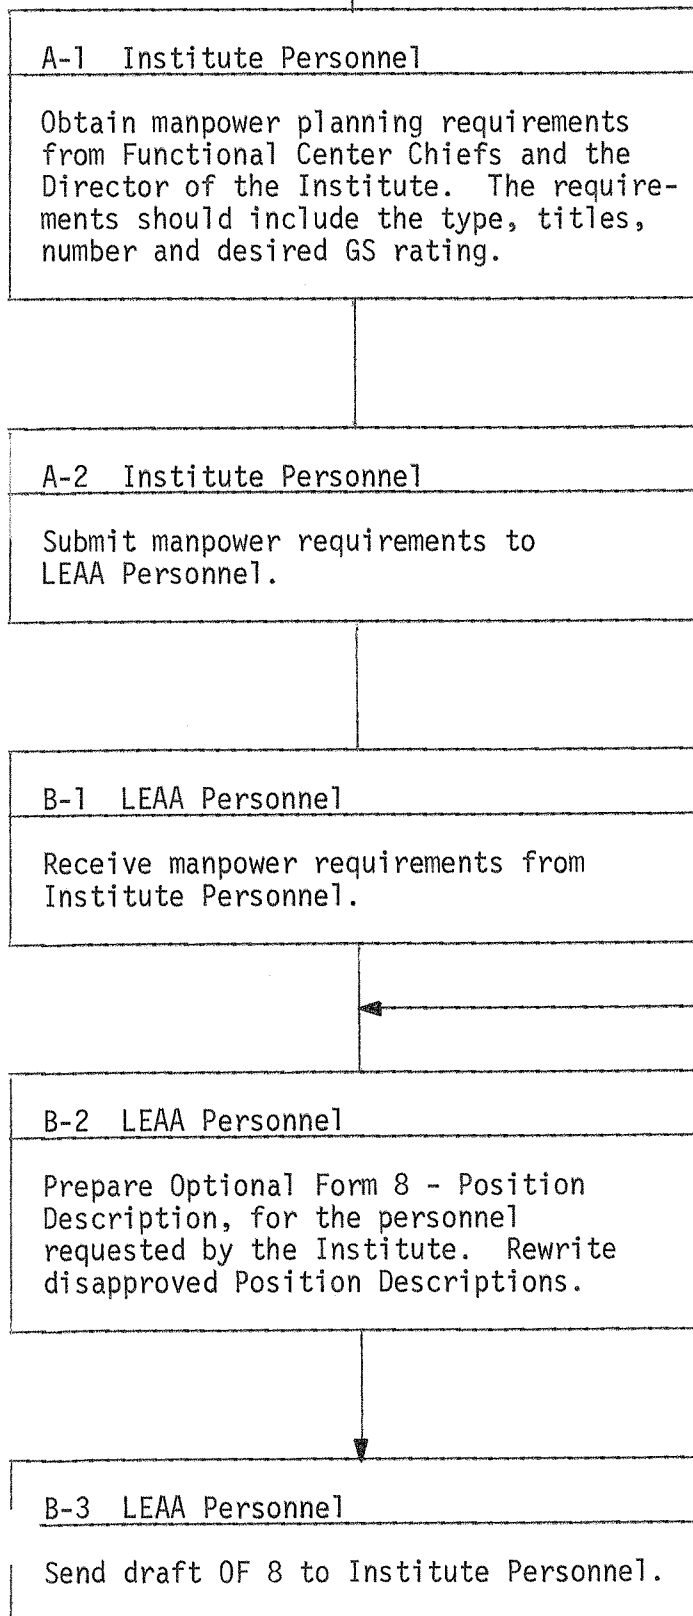 A-1 Institute Personnel
Obtain manpower planning requirements
from Functional Center Chiefs and the
Director of the Institute. The require-
ments should include the type, titles,
number and desired GS rating.
A-2 Institute Personnel
Submit manpower requirements to
LEAA Personnel.
B-1 LEAA Personnel
Receive manpower requirements from
Institute Personnel.
B-2 LEAA Personnel
Prepare Optional Form 8 - Position
Description, for the personnel
requested by the Institute. Rewrite
disapproved Position Descriptions.
B-3 LEAA Personnel
Send draft OF 8 to Institute Personnel.